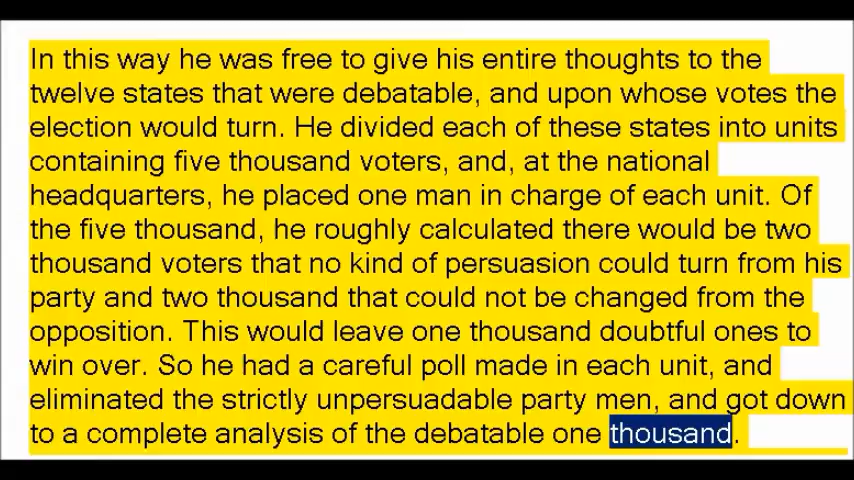 In this way he was free to give his entire thoughts to the
twelve states that were debatable, and upon whose votes the
election would turn. He divided each of these states into units
containing five thousand voters, and, at the national
headquarters, he placed one man in charge of each unit. Of
the five thousand, he roughly calculated there would be two
thousand voters that no kind of persuasion could turn from his
party and two thousand that could not be changed from the
opposition. This would leave one thousand doubtful ones to
win over. So he had a careful poll made in each unit, and
eliminated the strictly unpersuadable party men, and got down
to a complete analysis of the debatable one thousand.